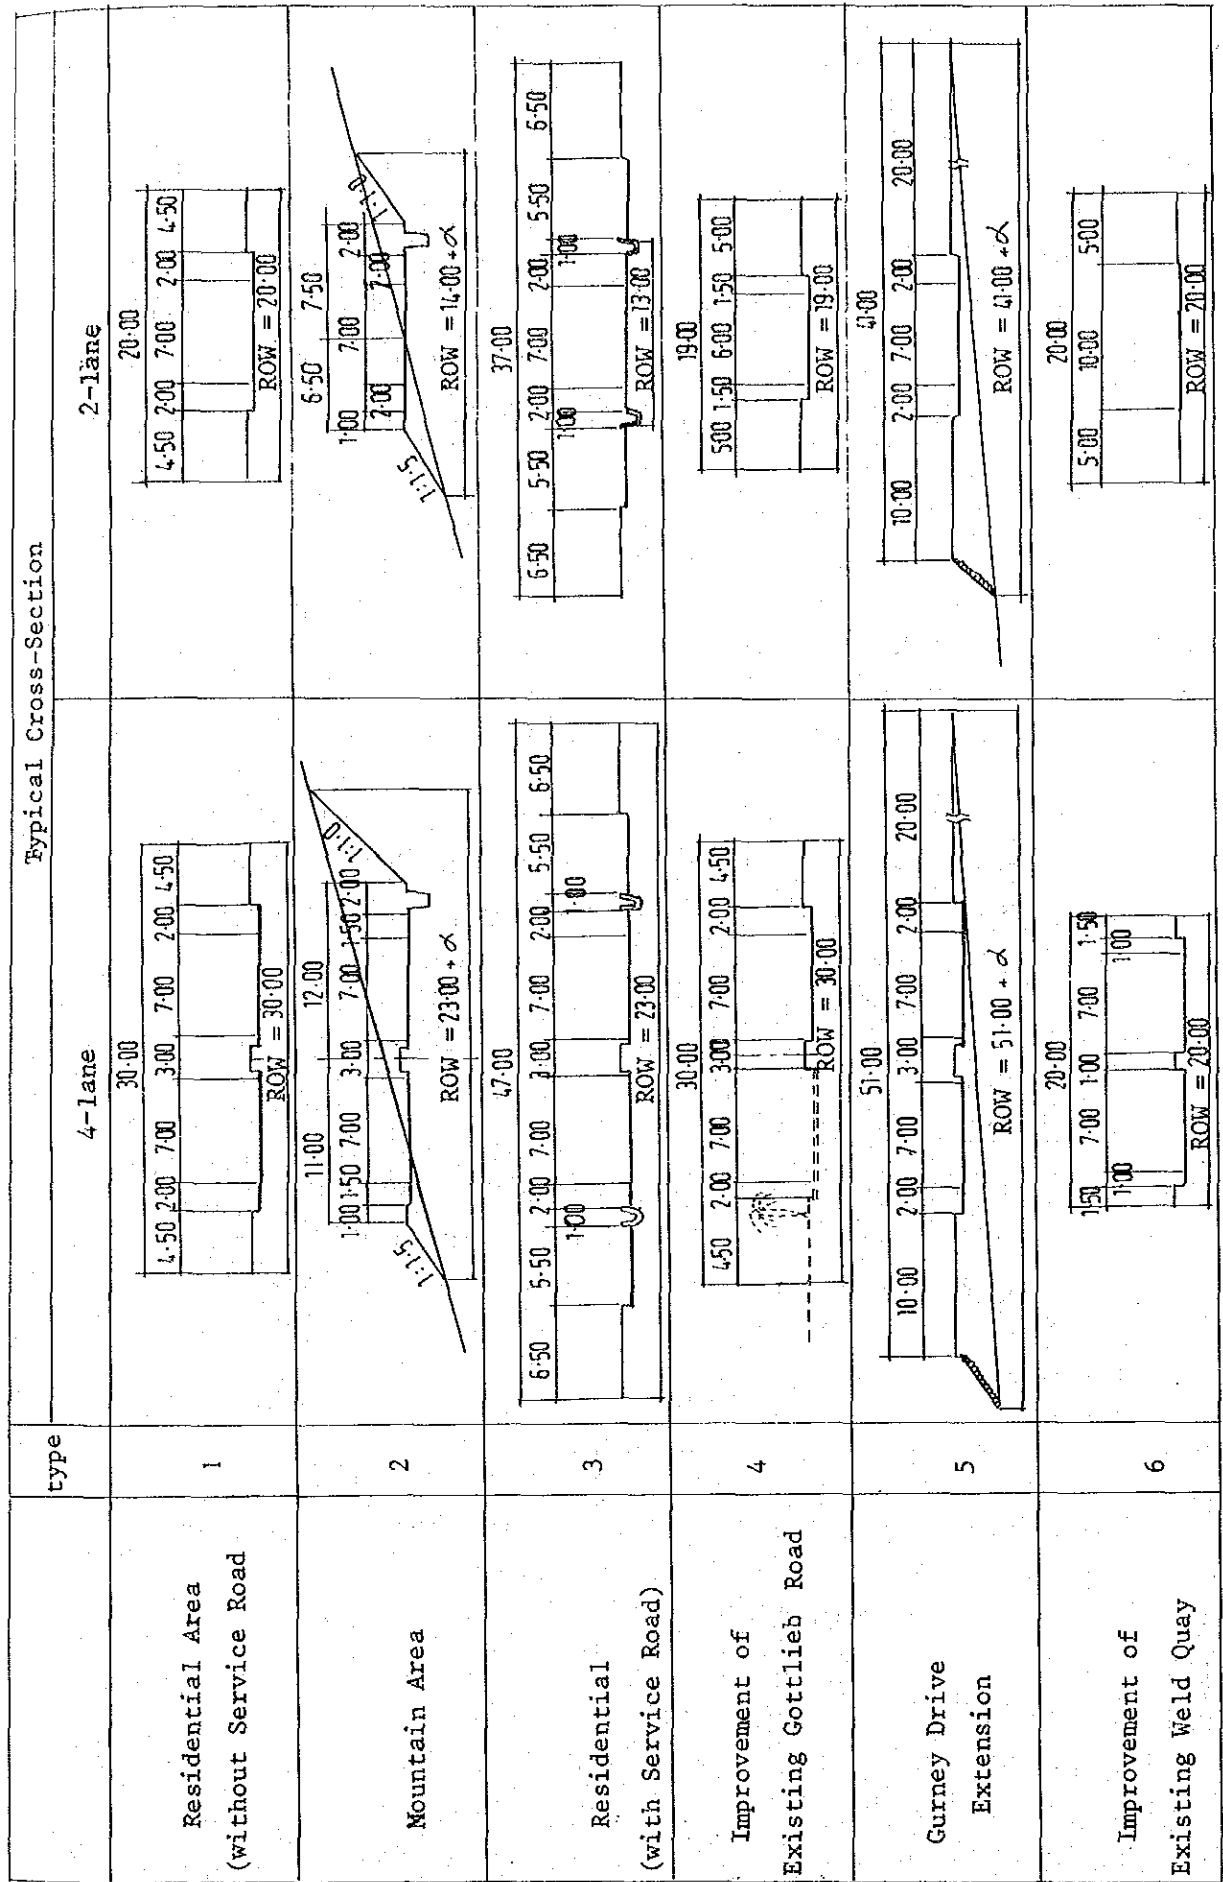 Typical Cross-Section
type
4-lane
2-lane
Residential Area
(without Service Road
1
30·00
4·50 2·00 7·00 3·00 7·00 2·00 4·50
ROW = 30·00
20·00
4·50 2·00 7·00 2·00 4·50
ROW = 20·00
Mountain Area
2
11·00 12·00
1·00 1·50 7·00 3·00 7·00 1·50 2·00
1:1·5
1:1·0
ROW = 23·00 + α
6·50 7·50
1·00 7·00 2·00
2·00 2·00
1:1·5
1:1·0
ROW = 14·00 + α
Residential
(with Service Road)
3
47·00
6·50 5·50 2·00 7·00 3·00 7·00 2·00 5·50 6·50
1·00 1·00
ROW = 23·00
37·00
6·50 5·50 2·00 7·00 2·00 5·50 6·50
1·00 1·00
ROW = 13·00
Improvement of
Existing Gottlieb Road
4
30·00
4·50 2·00 7·00 3·00 7·00 2·00 4·50
ROW = 30·00
19·00
5·00 1·50 6·00 1·50 5·00
ROW = 19·00
Gurney Drive
Extension
5
51·00
10·00 2·00 7·00 3·00 7·00 2·00 20·00
ROW = 51·00 + α
41·00
10·00 2·00 7·00 2·00 20·00
ROW = 41·00 + α
Improvement of
Existing Weld Quay
6
20·00
1·50 7·00 1·00 7·00 1·50
1·00 1·00
ROW = 20·00
20·00
5·00 10·00 5·00
ROW = 20·00